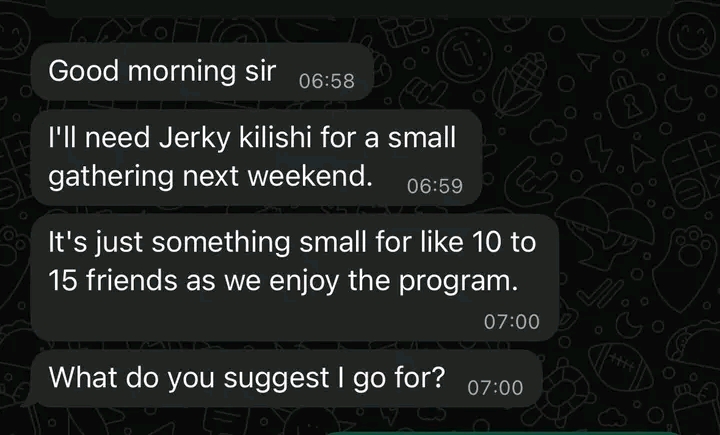 Good morning sir 06:58
I'll need Jerky kilishi for a small
gathering next weekend. 06:59
It's just something small for like 10 to
15 friends as we enjoy the program.
07:00
What do you suggest I go for? 07:00